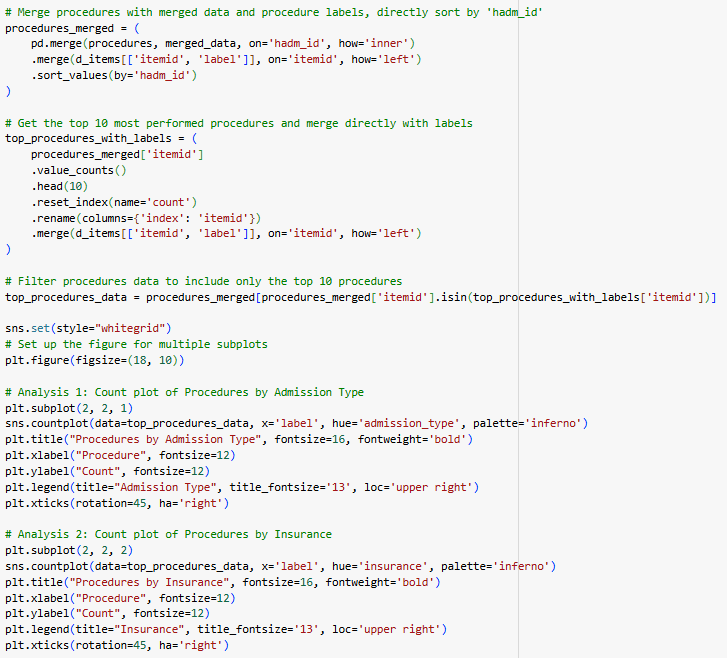 # Merge procedures with merged data and procedure labels, directly sort by 'hadm_id'
procedures_merged = (
    pd.merge(procedures, merged_data, on='hadm_id', how='inner')
    .merge(d_items[['itemid', 'label']], on='itemid', how='left')
    .sort_values(by='hadm_id')
)

# Get the top 10 most performed procedures and merge directly with labels
top_procedures_with_labels = (
    procedures_merged['itemid']
    .value_counts()
    .head(10)
    .reset_index(name='count')
    .rename(columns={'index': 'itemid'})
    .merge(d_items[['itemid', 'label']], on='itemid', how='left')
)

# Filter procedures data to include only the top 10 procedures
top_procedures_data = procedures_merged[procedures_merged['itemid'].isin(top_procedures_with_labels['itemid'])]

sns.set(style="whitegrid")
# Set up the figure for multiple subplots
plt.figure(figsize=(18, 10))

# Analysis 1: Count plot of Procedures by Admission Type
plt.subplot(2, 2, 1)
sns.countplot(data=top_procedures_data, x='label', hue='admission_type', palette='inferno')
plt.title("Procedures by Admission Type", fontsize=16, fontweight='bold')
plt.xlabel("Procedure", fontsize=12)
plt.ylabel("Count", fontsize=12)
plt.legend(title="Admission Type", title_fontsize='13', loc='upper right')
plt.xticks(rotation=45, ha='right')

# Analysis 2: Count plot of Procedures by Insurance
plt.subplot(2, 2, 2)
sns.countplot(data=top_procedures_data, x='label', hue='insurance', palette='inferno')
plt.title("Procedures by Insurance", fontsize=16, fontweight='bold')
plt.xlabel("Procedure", fontsize=12)
plt.ylabel("Count", fontsize=12)
plt.legend(title="Insurance", title_fontsize='13', loc='upper right')
plt.xticks(rotation=45, ha='right')